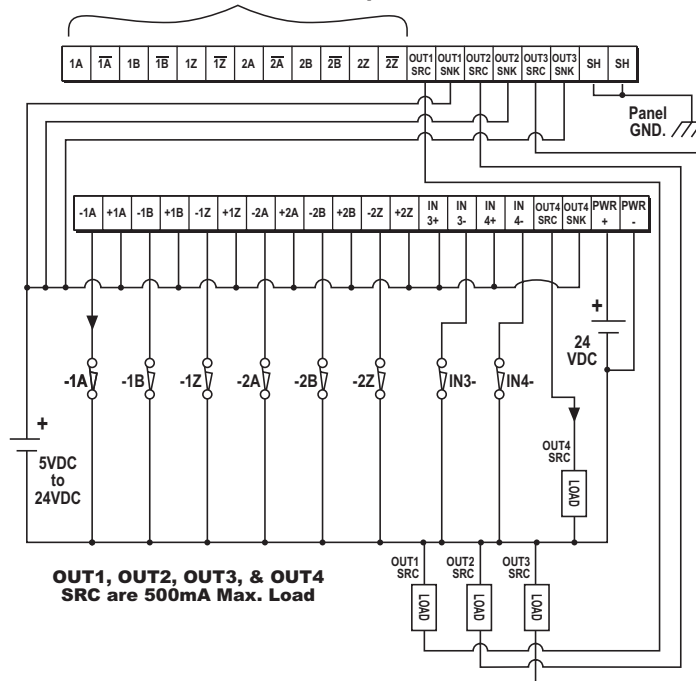 1A 1A̅ 1B 1B̅ 1Z 1Z̅ 2A 2A̅ 2B 2B̅ 2Z 2Z̅ OUT1 SRC OUT1 SNK OUT2 SRC OUT2 SNK OUT3 SRC OUT3 SNK SH SH
Panel
GND.
-1A +1A -1B +1B -1Z +1Z -2A +2A -2B +2B -2Z +2Z IN 3+ IN 3- IN 4+ IN 4- OUT4 SRC OUT4 SNK PWR + PWR -
+
24
VDC
-1A -1B -1Z -2A -2B -2Z IN3- IN4-
+
5VDC
to
24VDC
OUT4
SRC
LOAD
OUT1, OUT2, OUT3, & OUT4
SRC are 500mA Max. Load
OUT1
SRC
LOAD
OUT2
SRC
LOAD
OUT3
SRC
LOAD